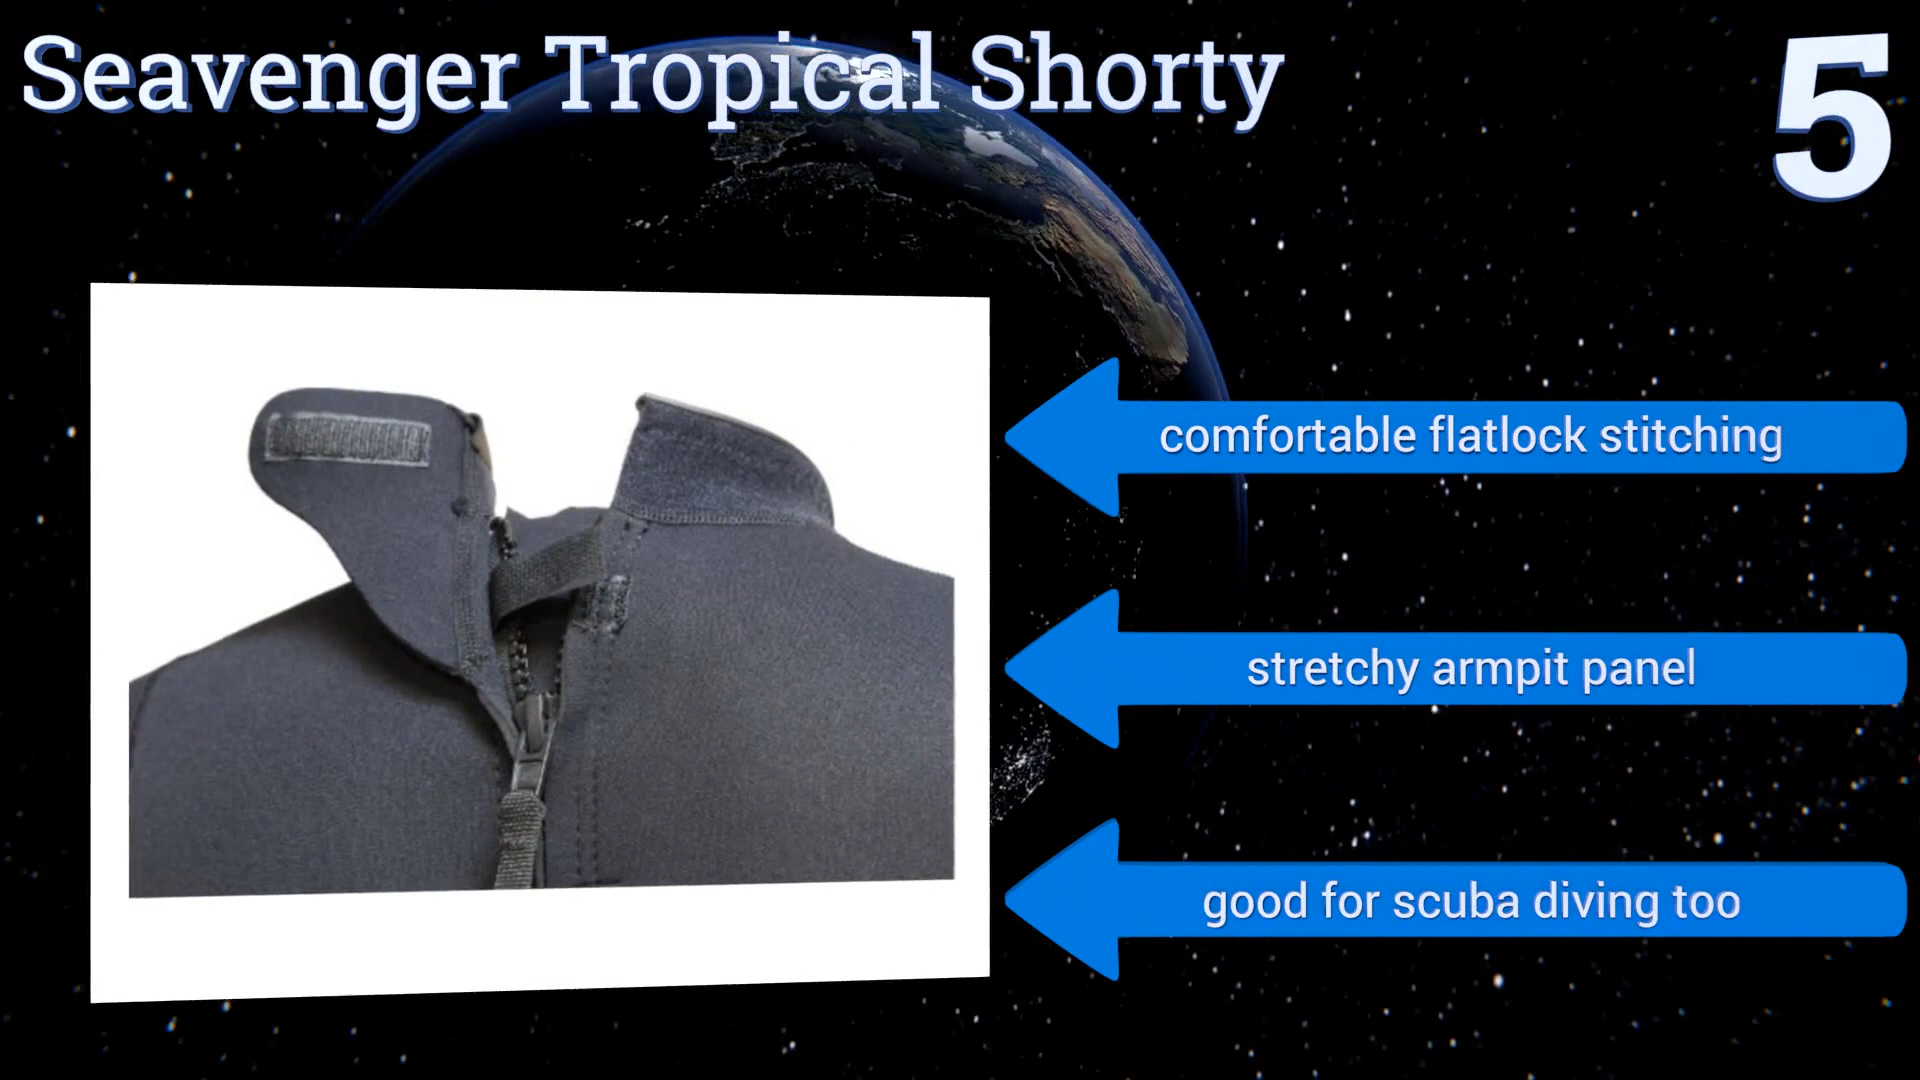 Seavenger Tropical Shorty
5
comfortable flatlock stitching
stretchy armpit panel
good for scuba diving too